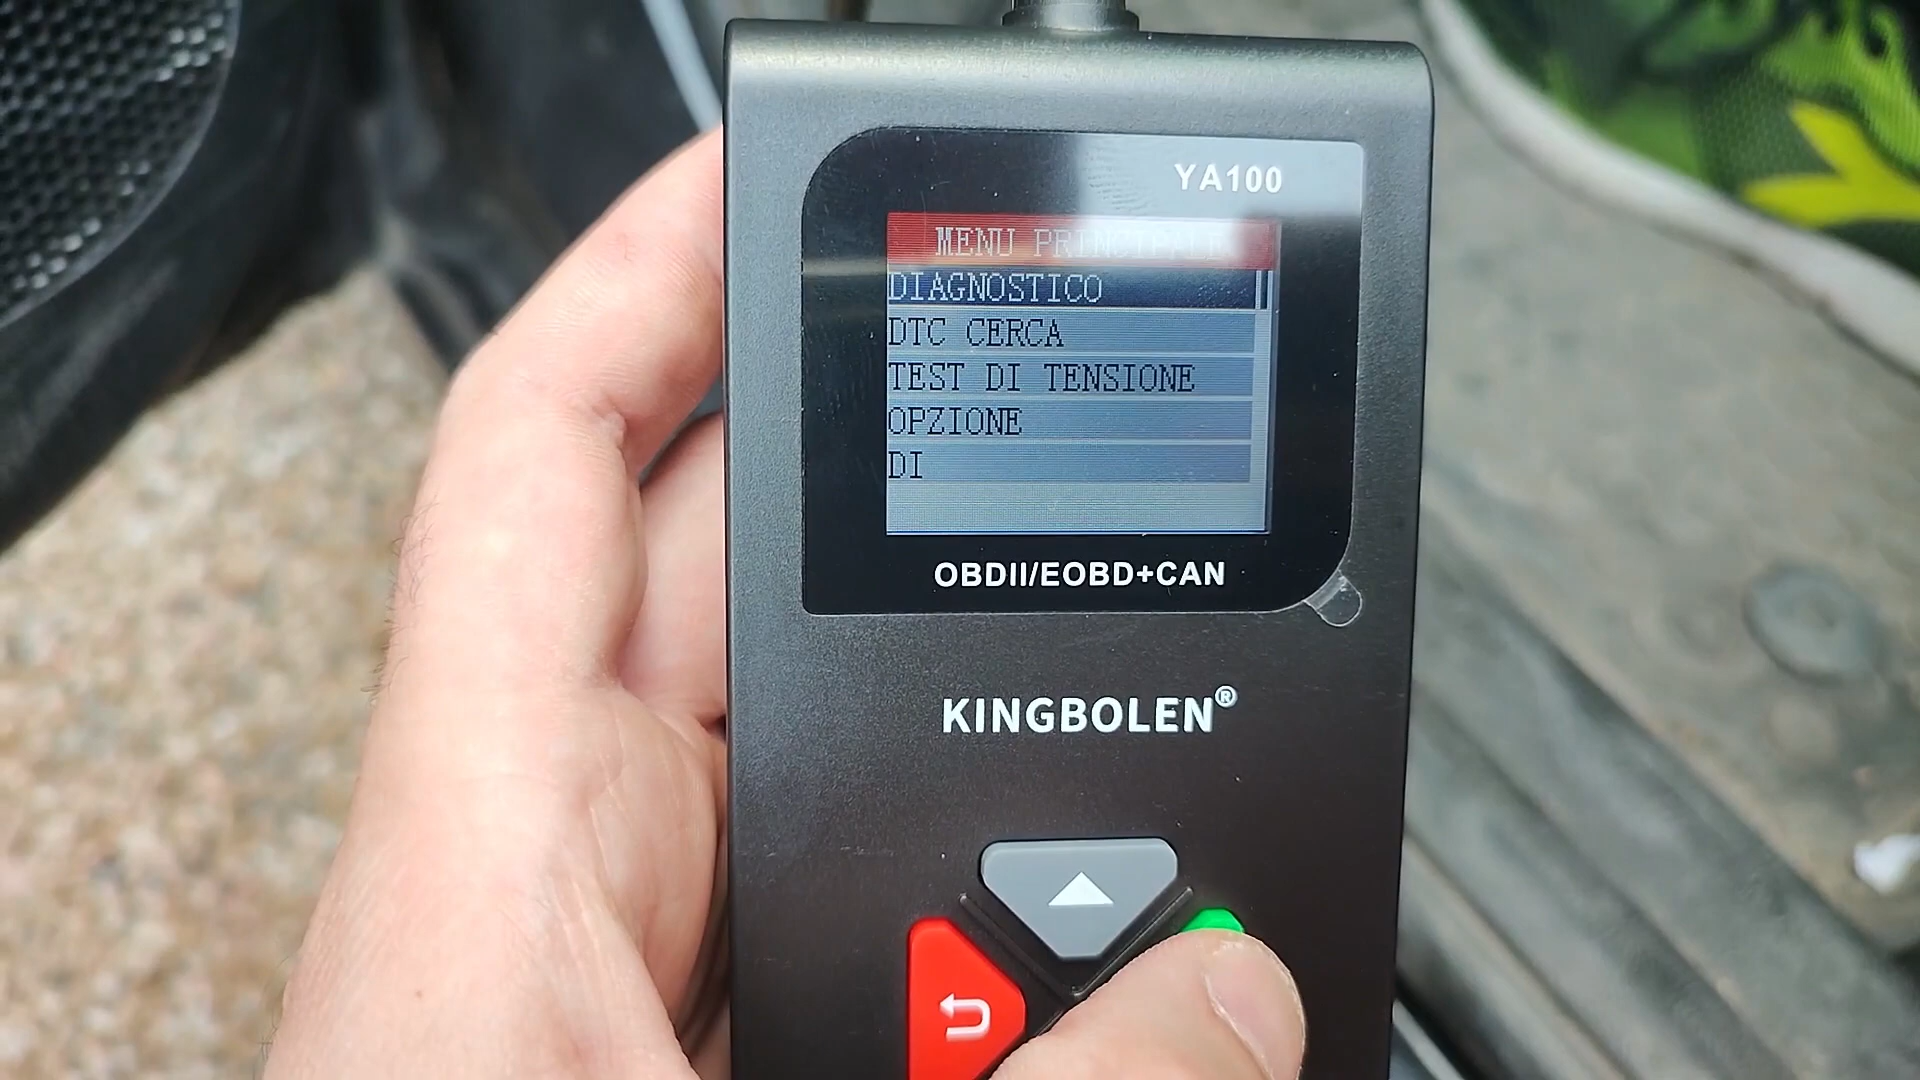 YA100
MENU PRINCIPALE
DIAGNOSTICO
DTC CERCA
TEST DI TENSIONE
OPZIONE
DI
OBDII/EOBD+CAN
KINGBOLEN®